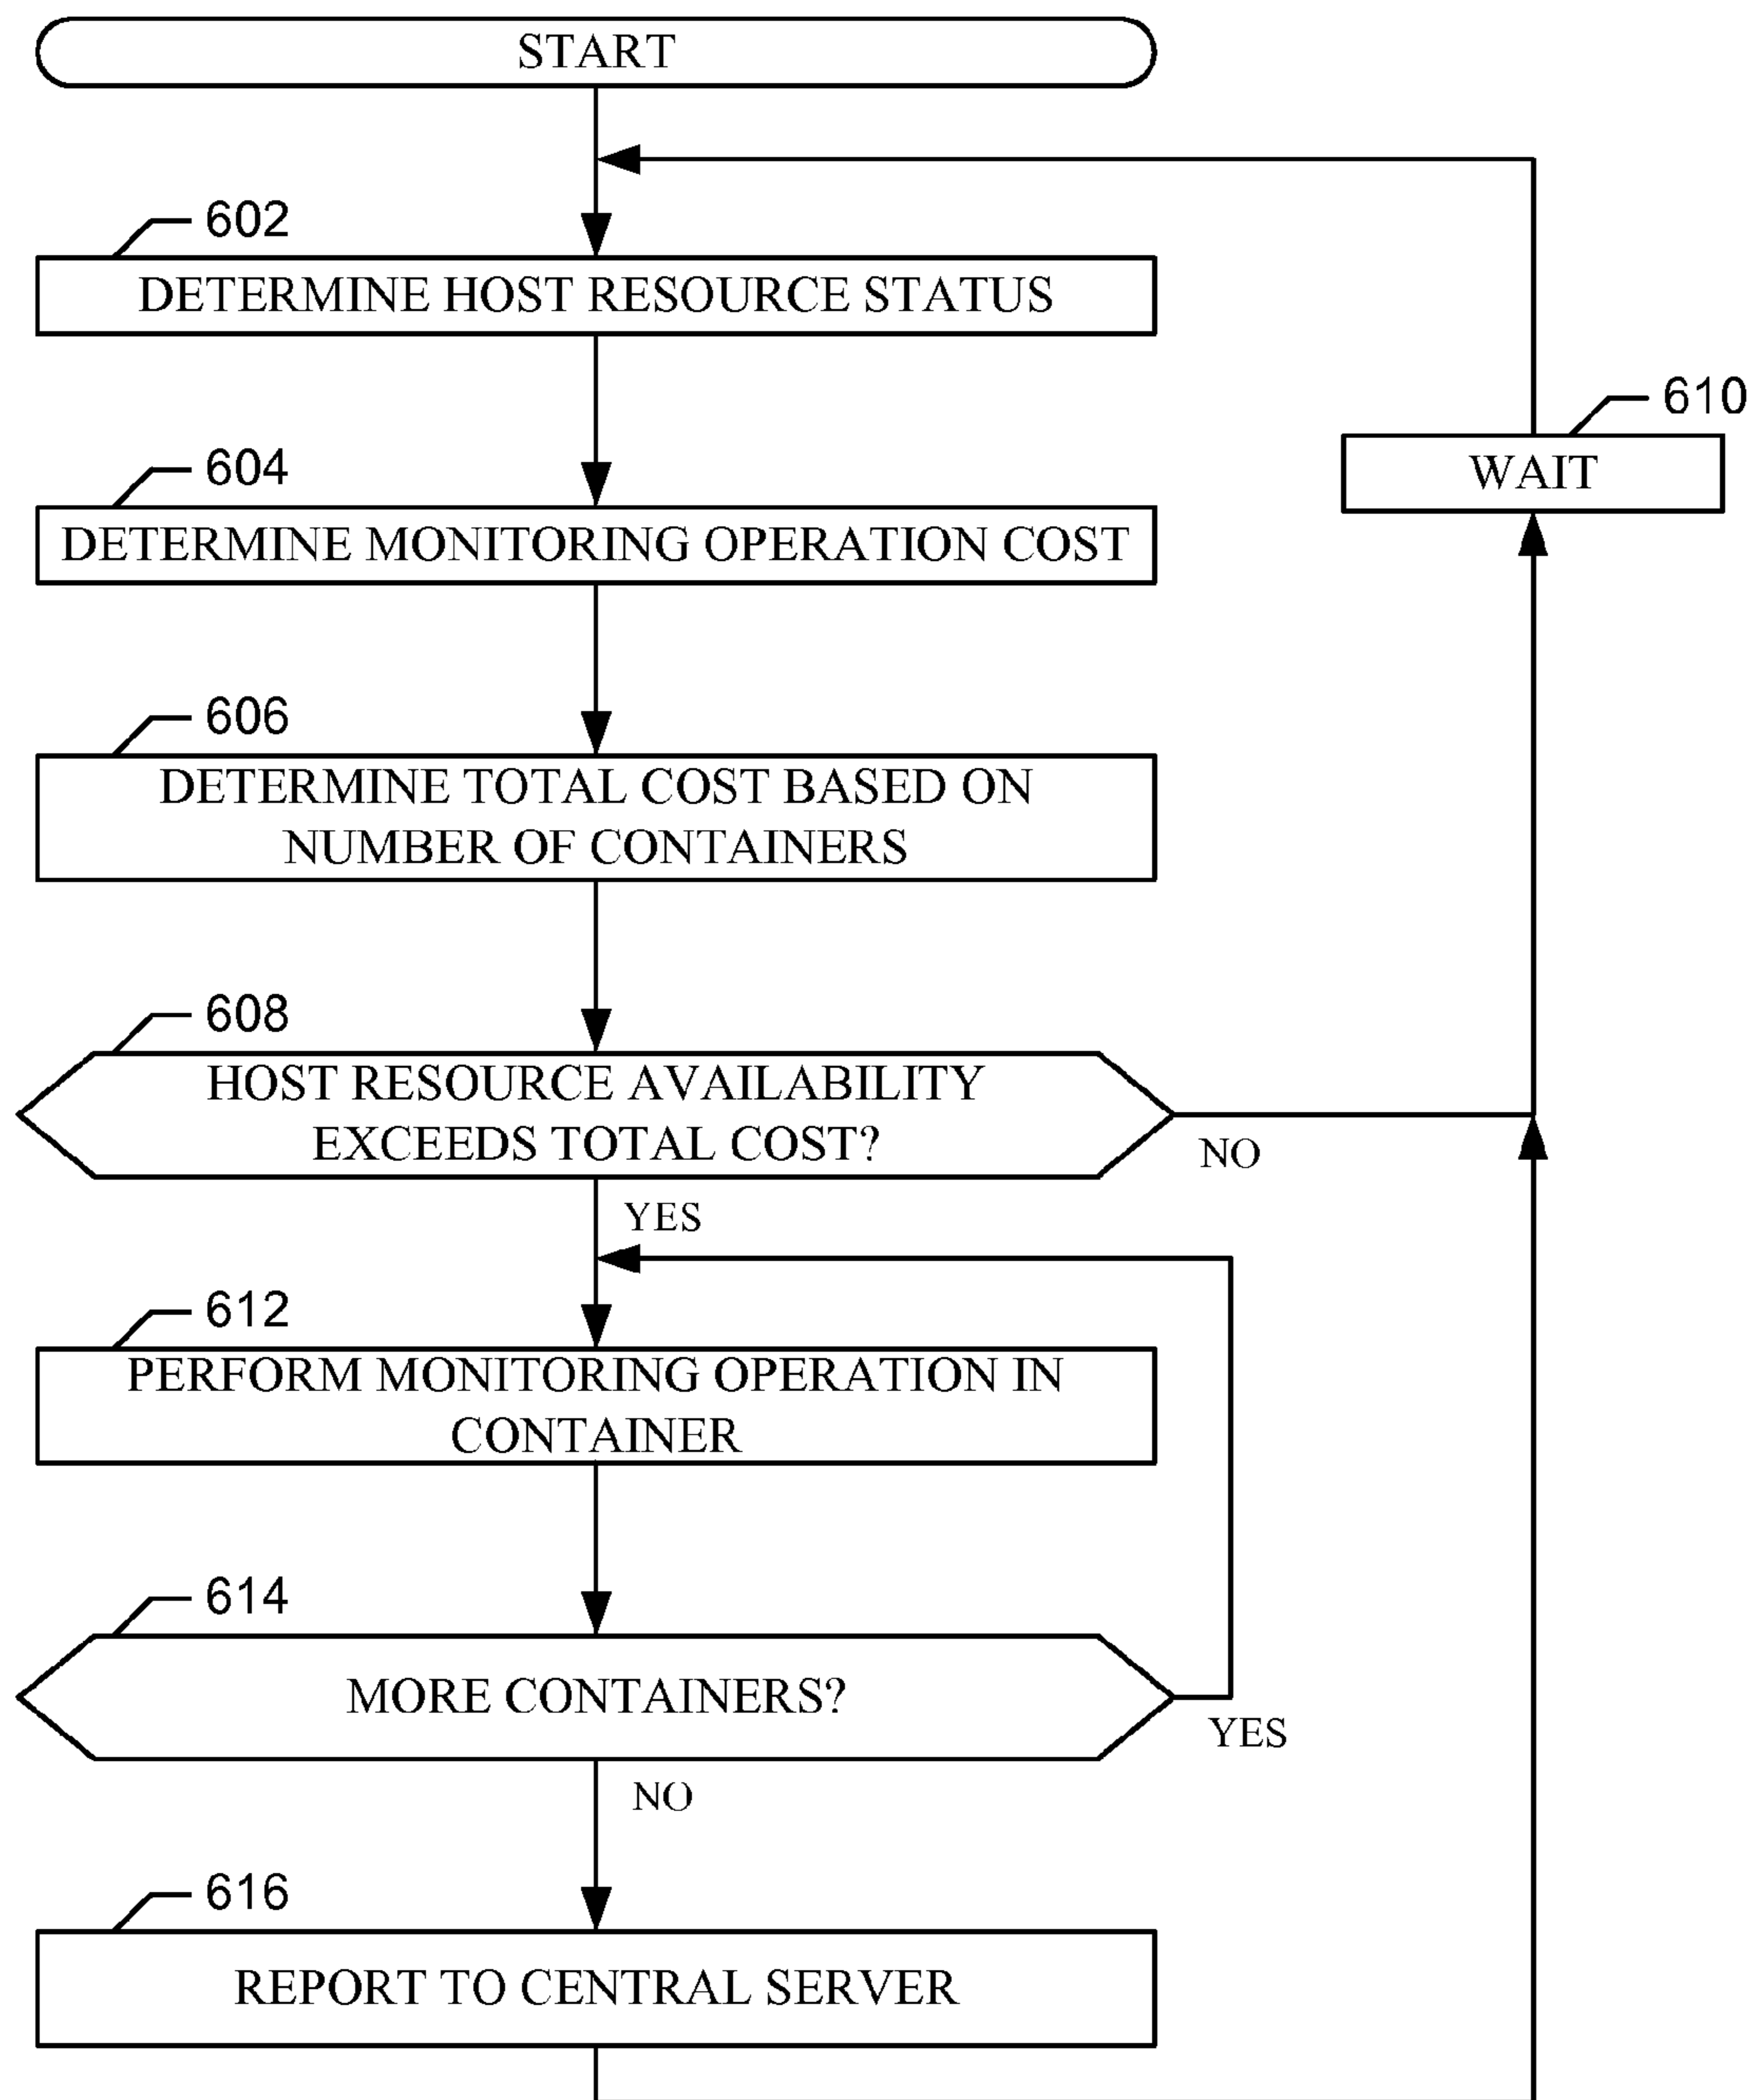 START
602
DETERMINE HOST RESOURCE STATUS
610
WAIT
604
DETERMINE MONITORING OPERATION COST
606
DETERMINE TOTAL COST BASED ON
NUMBER OF CONTAINERS
608
HOST RESOURCE AVAILABILITY
EXCEEDS TOTAL COST?
NO
YES
612
PERFORM MONITORING OPERATION IN
CONTAINER
614
MORE CONTAINERS?
YES
NO
616
REPORT TO CENTRAL SERVER